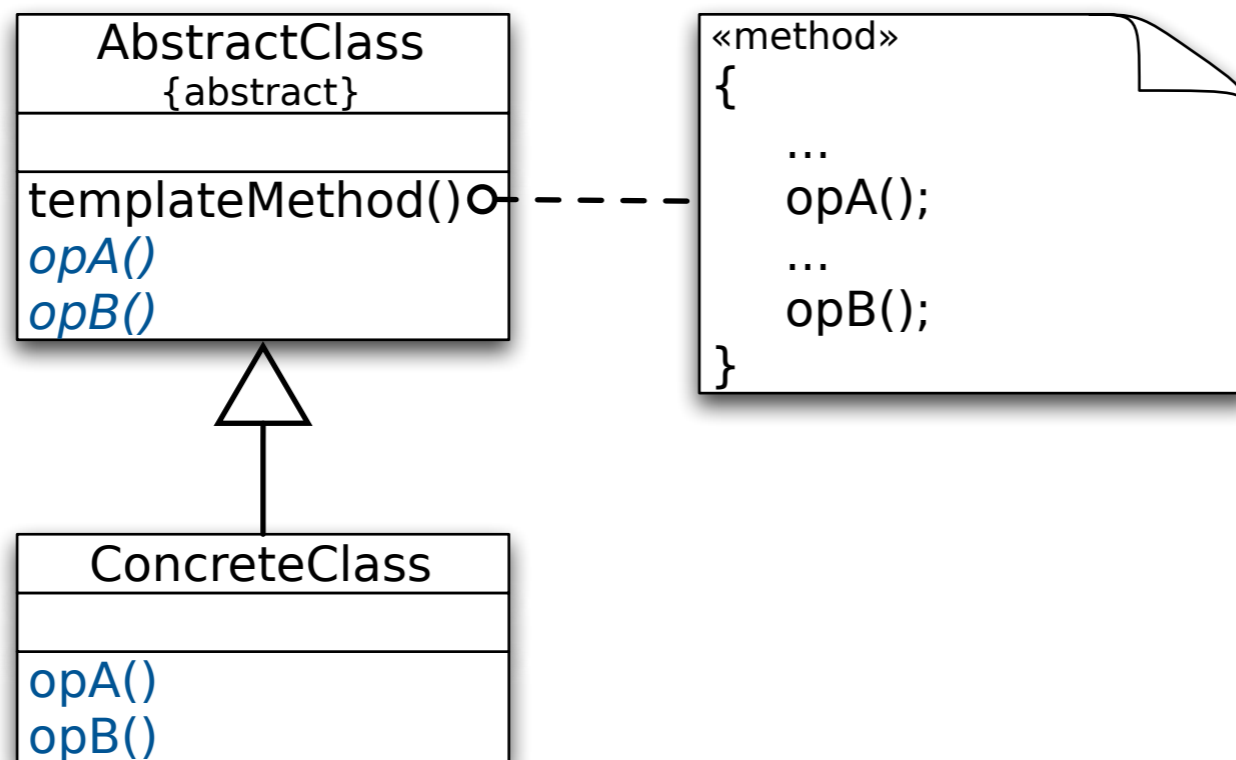 AbstractClass
{abstract}
templateMethod()
opA()
opB()
«method»
{
...
opA();
...
opB();
}
ConcreteClass
opA()
opB()